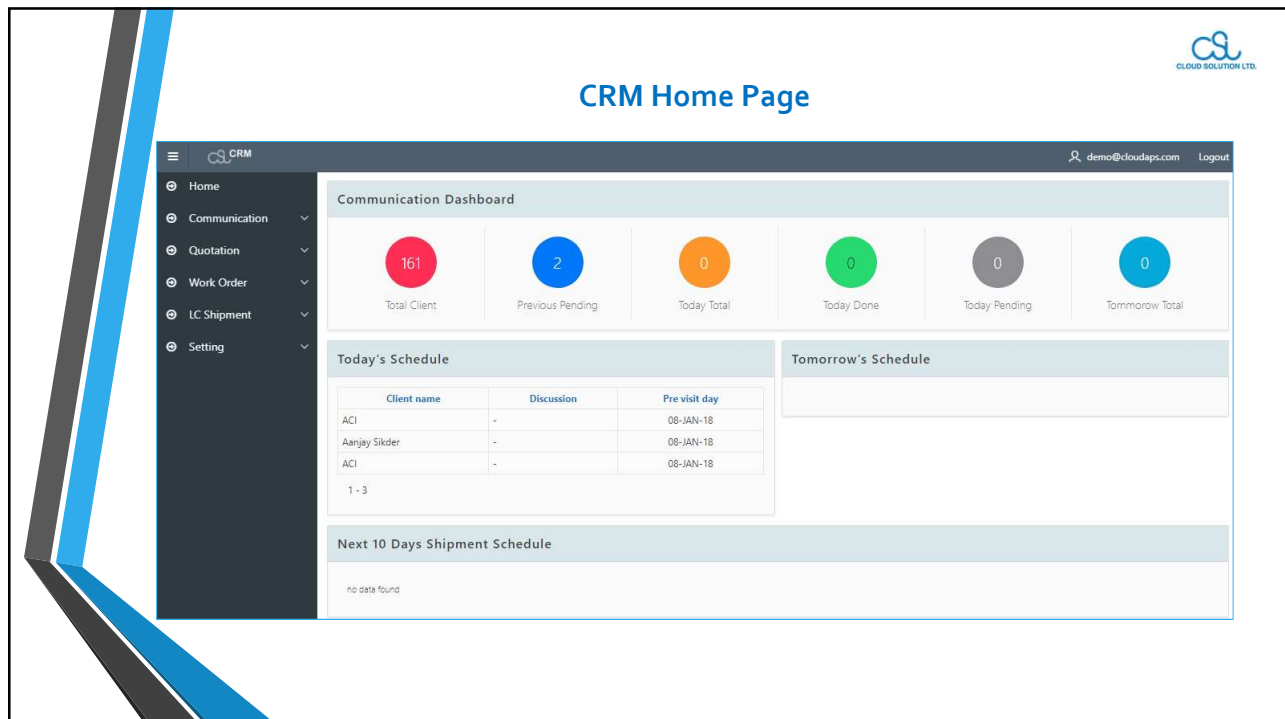 CSL
CLOUD SOLUTION LTD.
CRM Home Page
CSL CRM
demo@cloudaps.com Logout
Home
Communication
Quotation
Work Order
LC Shipment
Setting
Communication Dashboard
161 2 0 0 0 0
Total Client Previous Pending Today Total Today Done Today Pending Tommorow Total
Today's Schedule
Client name Discussion Pre visit day
ACI - 08-JAN-18
Aanjay Sikder - 08-JAN-18
ACI - 08-JAN-18
1 - 3
Tomorrow's Schedule
Next 10 Days Shipment Schedule
no data found